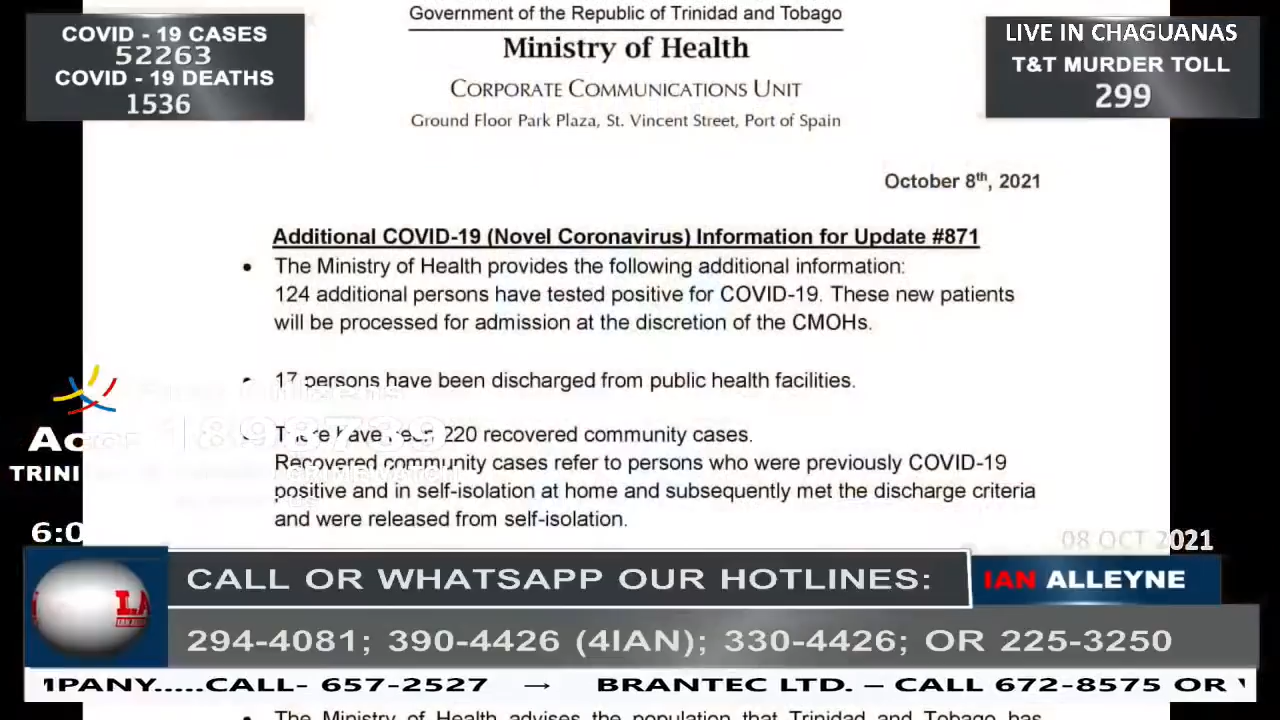 Government of the Republic of Trinidad and Tobago
COVID - 19 CASES
52263
COVID - 19 DEATHS
1536
LIVE IN CHAGUANAS
T&T MURDER TOLL
299
Ministry of Health
CORPORATE COMMUNICATIONS UNIT
Ground Floor Park Plaza, St. Vincent Street, Port of Spain
October 8th, 2021
Additional COVID-19 (Novel Coronavirus) Information for Update #871
• The Ministry of Health provides the following additional information:
124 additional persons have tested positive for COVID-19. These new patients
will be processed for admission at the discretion of the CMOHs.
• 17 persons have been discharged from public health facilities.
• There have been 220 recovered community cases.
Recovered community cases refer to persons who were previously COVID-19
positive and in self-isolation at home and subsequently met the discharge criteria
and were released from self-isolation.
1893739
TRINI
6:0
08 OCT 2021
CALL OR WHATSAPP OUR HOTLINES:
IAN ALLEYNE
294-4081; 390-4426 (4IAN); 330-4426; OR 225-3250
MPANY.....CALL- 657-2527 → BRANTEC LTD. – CALL 672-8575 OR
The Ministry of Health advises the population that Trinidad and Tobago has